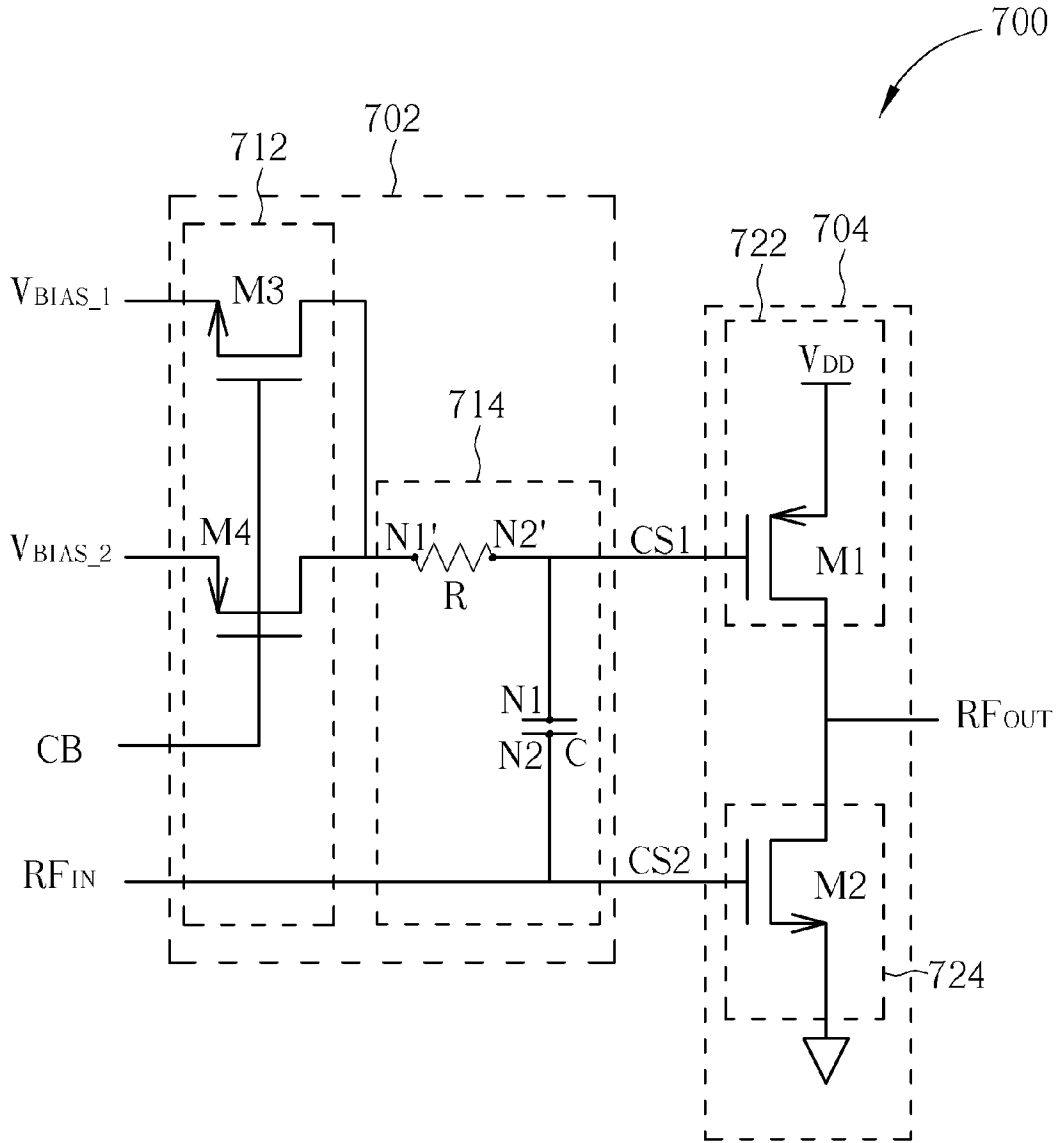 700
702
712
722
704
VBIAS_1
M3
VDD
714
M4
VBIAS_2
N1'
N2'
CS1
R
M1
N1
N2
C
RFOUT
CB
CS2
RFIN
M2
724